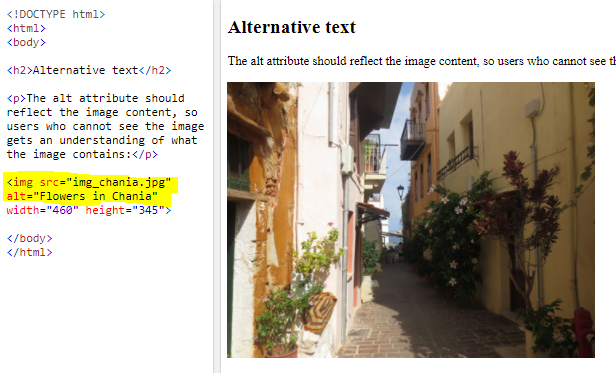 <!DOCTYPE html>
<html>
<body>
<h2>Alternative text</h2>
<p>The alt attribute should
reflect the image content, so
users who cannot see the image
gets an understanding of what
the image contains:</p>
<img src="img_chania.jpg"
alt="Flowers in Chania"
width="460" height="345">
</body>
</html>
Alternative text
The alt attribute should reflect the image content, so users who cannot see